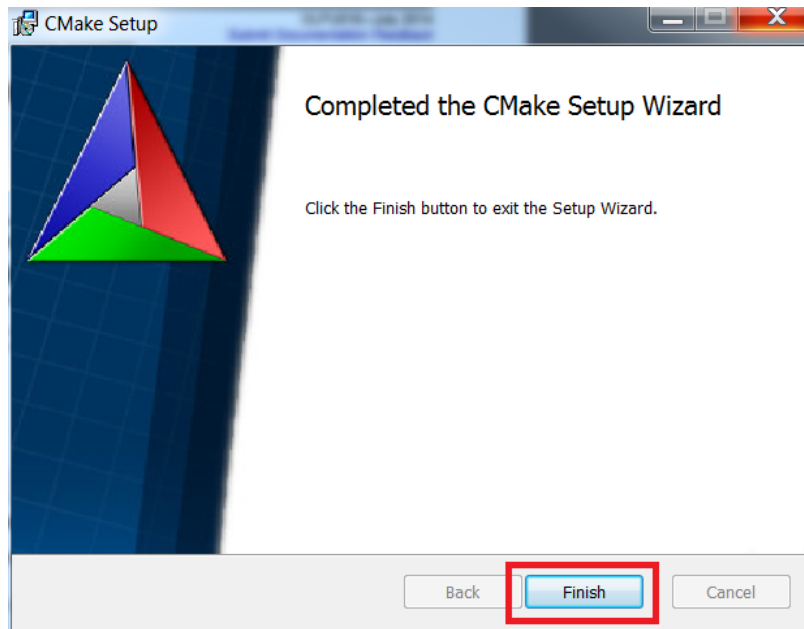 CMake Setup
Completed the CMake Setup Wizard
Click the Finish button to exit the Setup Wizard.
Back
Finish
Cancel